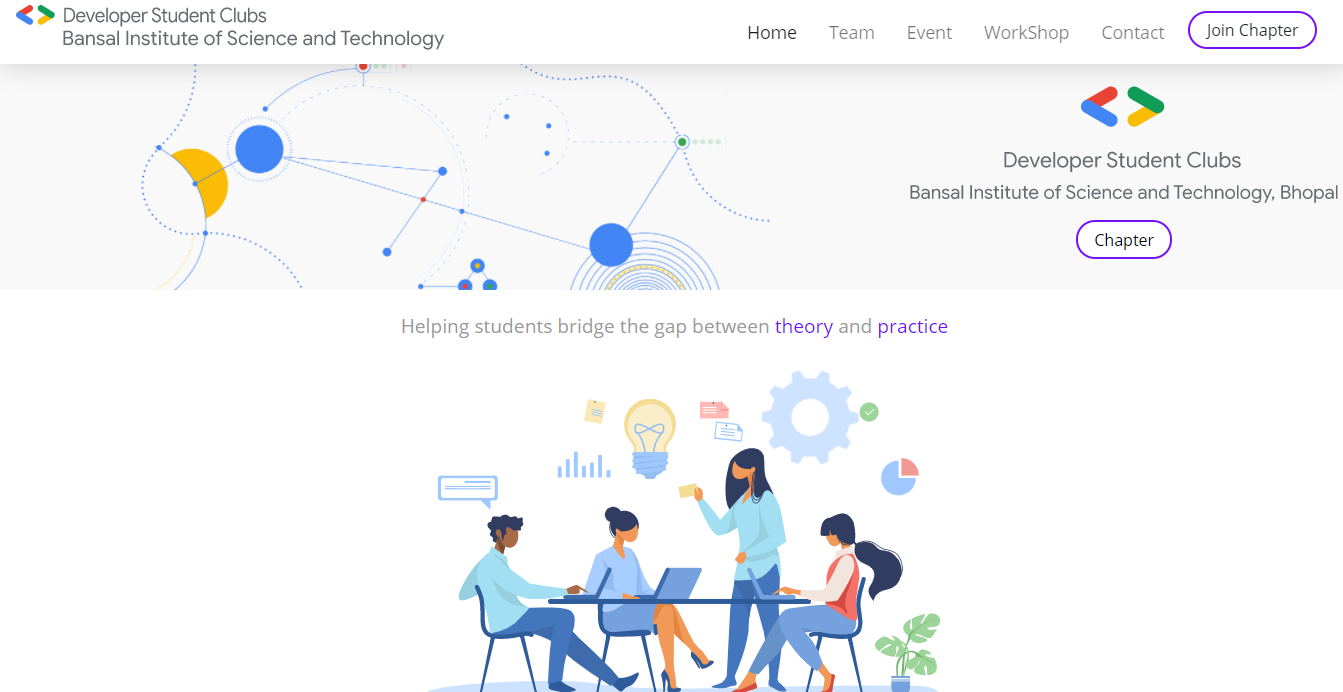 Developer Student Clubs
Bansal Institute of Science and Technology
Home Team Event WorkShop Contact Join Chapter
Developer Student Clubs
Bansal Institute of Science and Technology, Bhopal
Chapter
Helping students bridge the gap between theory and practice